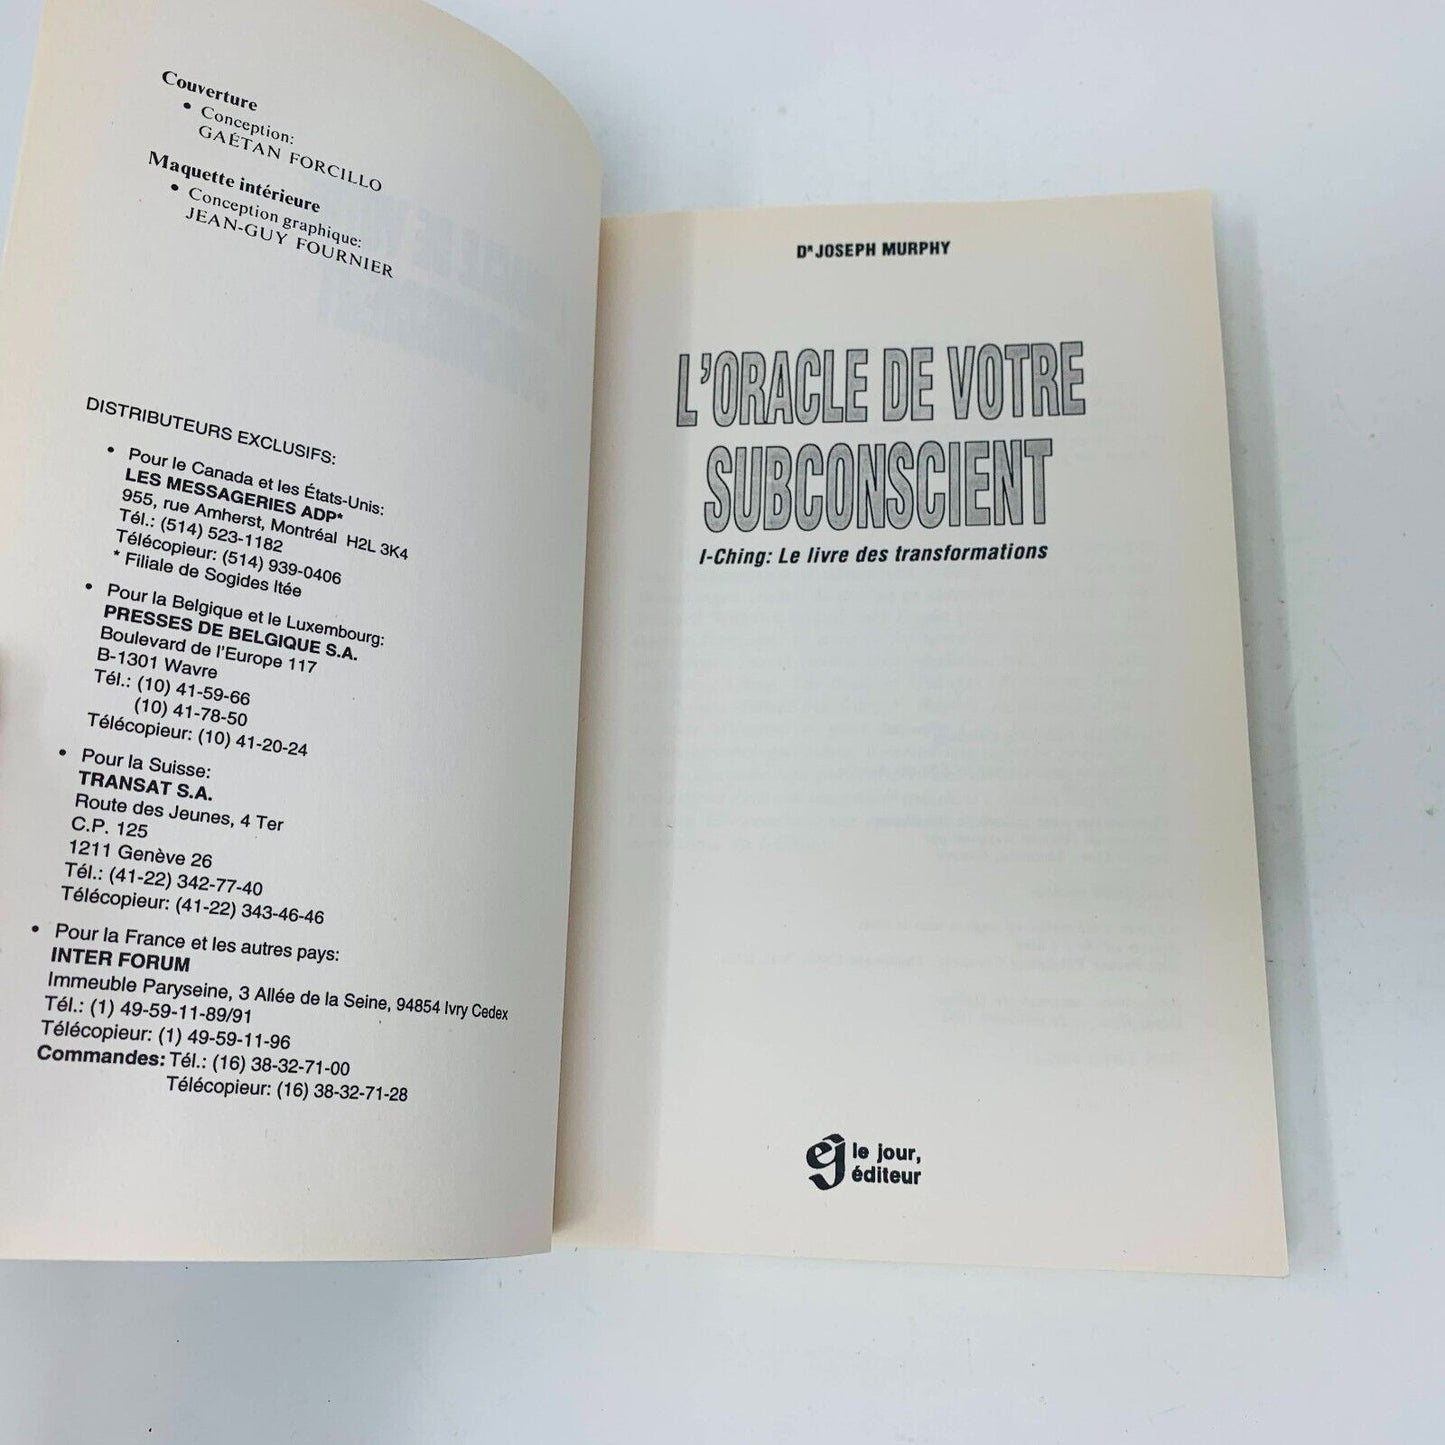 Couverture
• Conception:
GAÉTAN FORCILLO
Maquette intérieure
• Conception graphique:
JEAN-GUY FOURNIER
DISTRIBUTEURS EXCLUSIFS:
• Pour le Canada et les États-Unis:
LES MESSAGERIES ADP*
955, rue Amherst, Montréal H2L 3K4
Tél.: (514) 523-1182
Télécopieur: (514) 939-0406
* Filiale de Sogides ltée
• Pour la Belgique et le Luxembourg:
PRESSES DE BELGIQUE S.A.
Boulevard de l'Europe 117
B-1301 Wavre
Tél.: (10) 41-59-66
(10) 41-78-50
Télécopieur: (10) 41-20-24
• Pour la Suisse:
TRANSAT S.A.
Route des Jeunes, 4 Ter
C.P. 125
1211 Genève 26
Tél.: (41-22) 342-77-40
Télécopieur: (41-22) 343-46-46
• Pour la France et les autres pays:
INTER FORUM
Immeuble Paryseine, 3 Allée de la Seine, 94854 Ivry Cedex
Tél.: (1) 49-59-11-89/91
Télécopieur: (1) 49-59-11-96
Commandes: Tél.: (16) 38-32-71-00
Télécopieur: (16) 38-32-71-28
DR JOSEPH MURPHY
L'ORACLE DE VOTRE
SUBCONSCIENT
I-Ching: Le livre des transformations
ej le jour,
éditeur